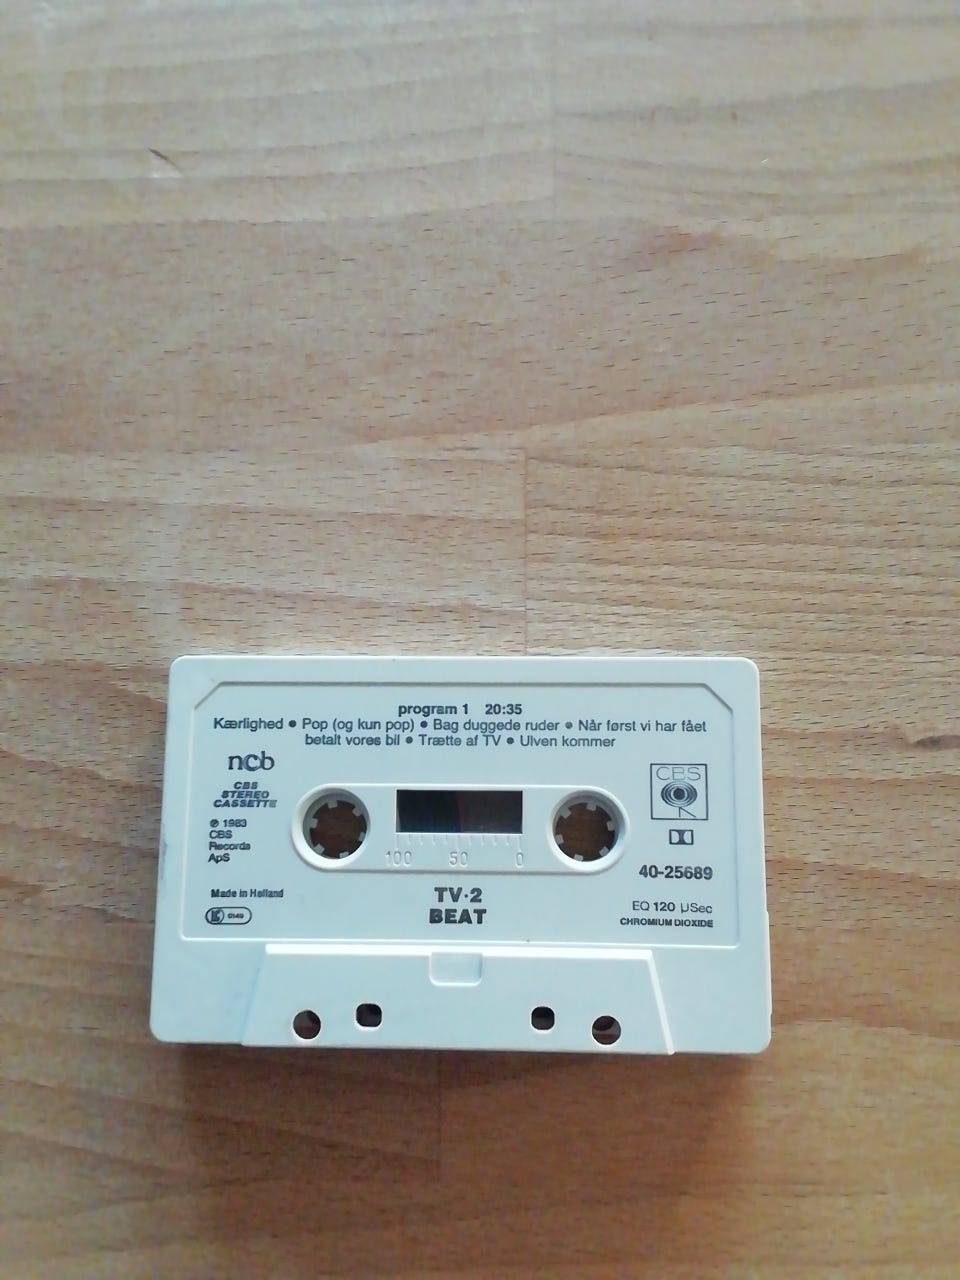 program 1 20:35
Kærlighed • Pop (og kun pop) • Bag duggede ruder • Når først vi har fået
betalt vores bil • Trætte af TV • Ulven kommer
ncb
CBS
STEREO
CASSETTE
℗ 1983
CBS
Records
ApS
Made in Holland
0149
100 50 0
TV·2
BEAT
CBS
40-25689
EQ 120 µSec
CHROMIUM DIOXIDE